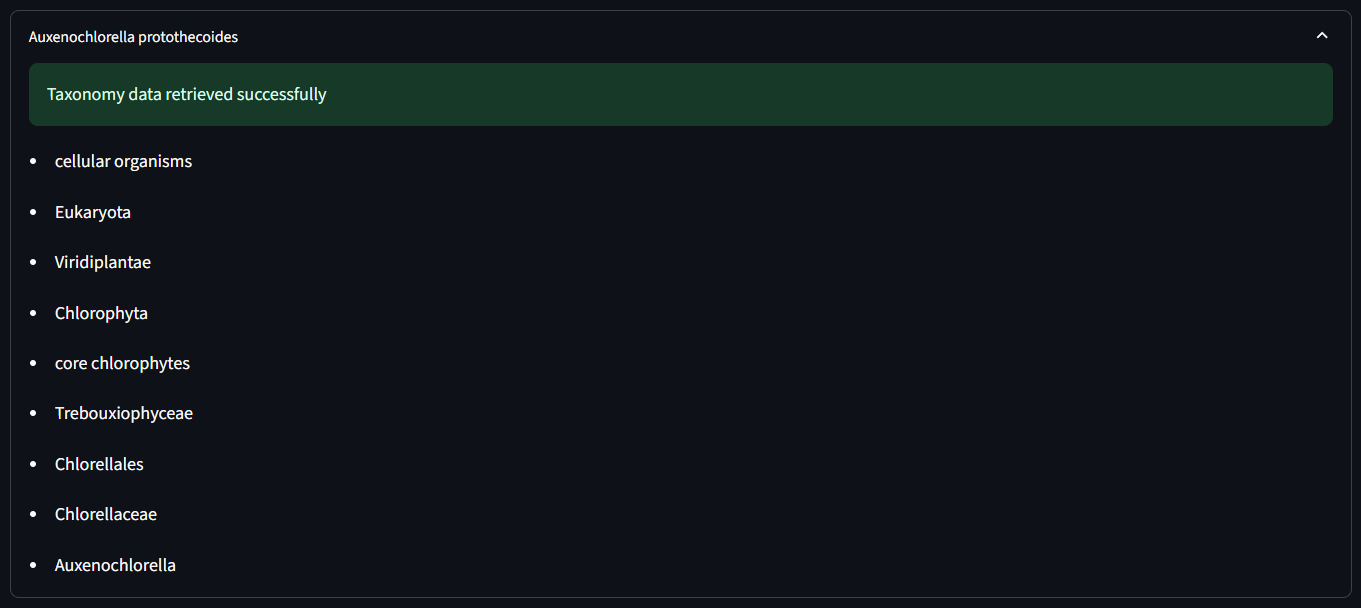 Auxenochlorella protothecoides
Taxonomy data retrieved successfully
cellular organisms
Eukaryota
Viridiplantae
Chlorophyta
core chlorophytes
Trebouxiophyceae
Chlorellales
Chlorellaceae
Auxenochlorella